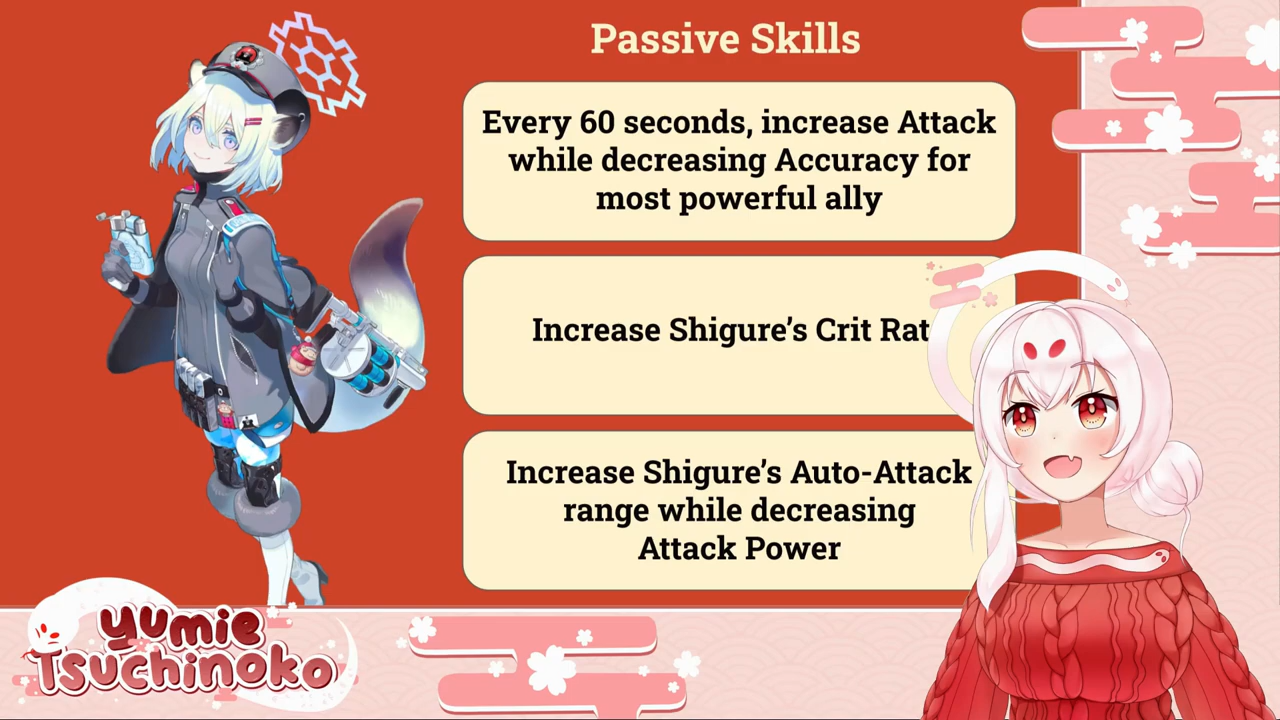 Passive Skills
Every 60 seconds, increase Attack
while decreasing Accuracy for
most powerful ally
Increase Shigure's Crit Rat
Increase Shigure's Auto-Attack
range while decreasing
Attack Power
yumie
Tsuchinoko